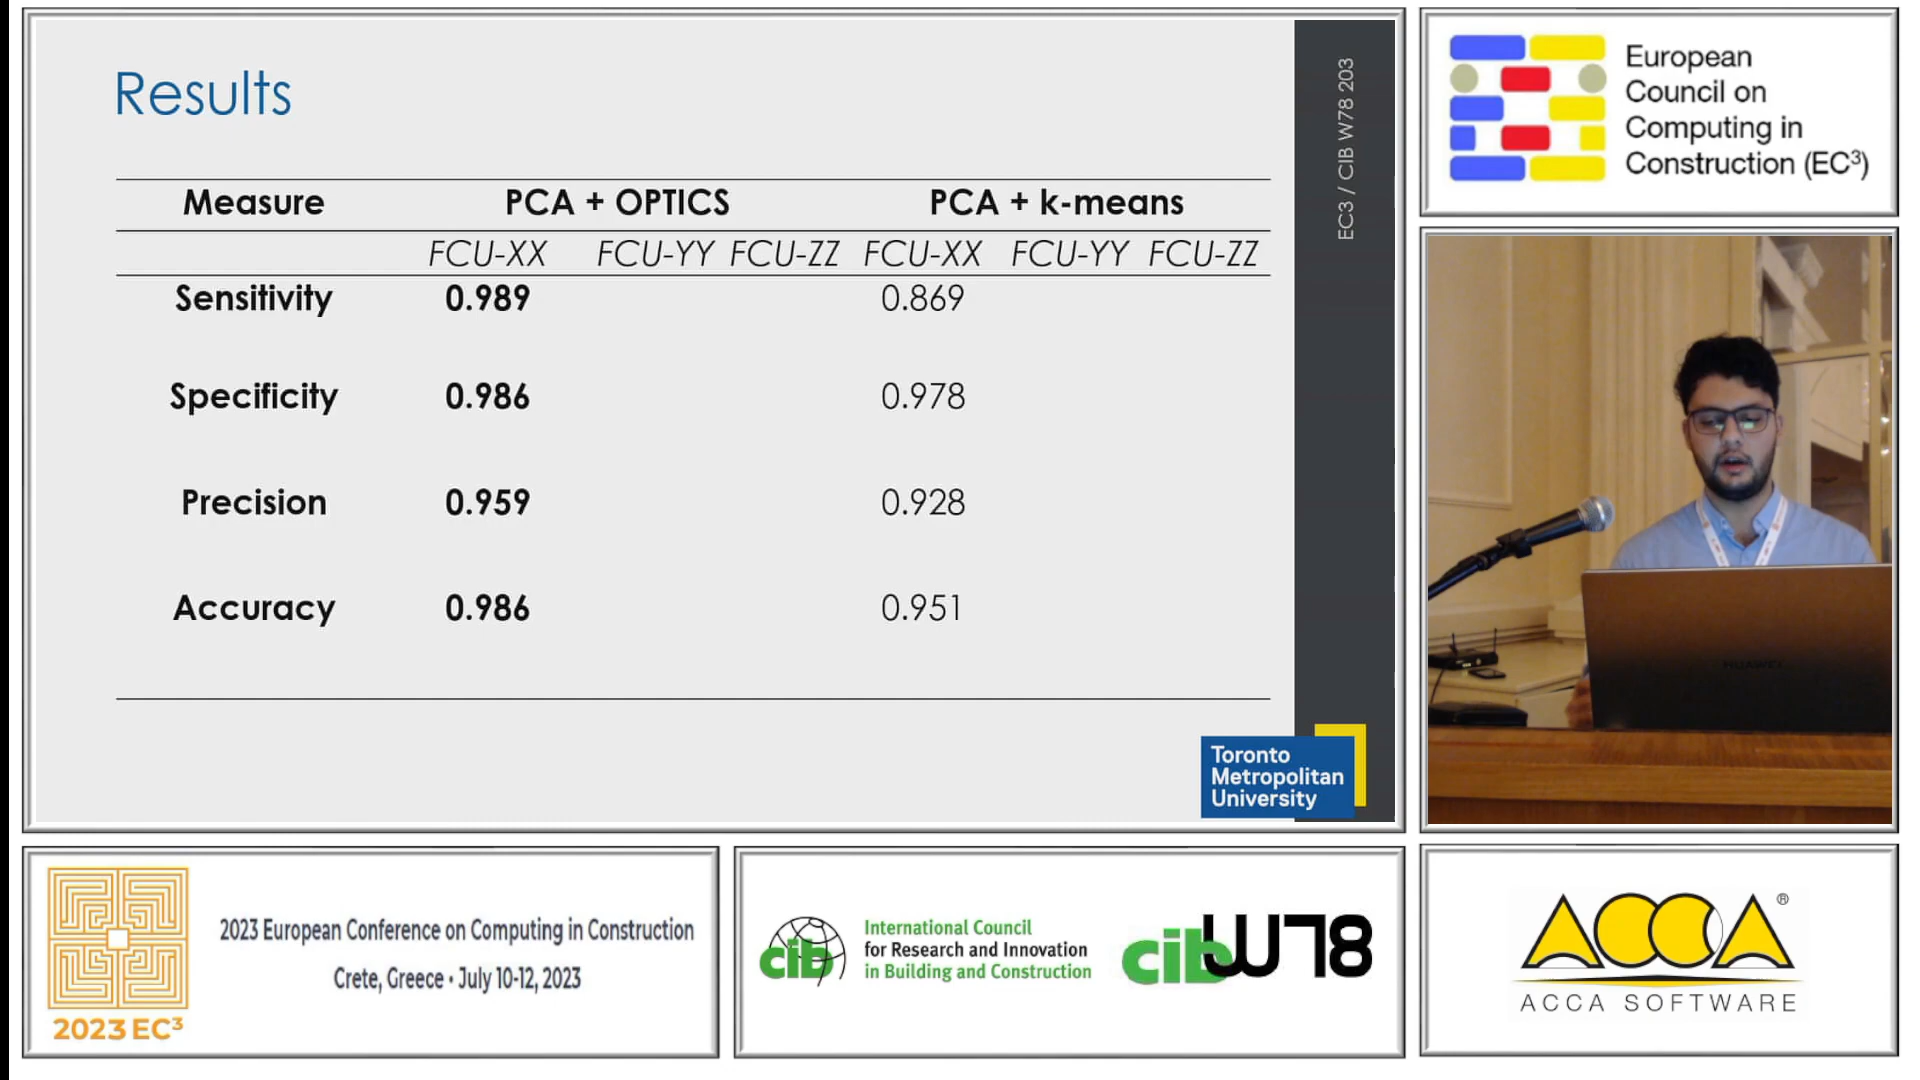 Results
Measure PCA + OPTICS PCA + k-means
FCU-XX FCU-YY FCU-ZZ FCU-XX FCU-YY FCU-ZZ
Sensitivity 0.989 0.869
Specificity 0.986 0.978
Precision 0.959 0.928
Accuracy 0.986 0.951
EC3 / CIB W78 203
Toronto
Metropolitan
University
European
Council on
Computing in
Construction (EC³)
HUAWEI
2023 EC³
2023 European Conference on Computing in Construction
Crete, Greece • July 10-12, 2023
cib
International Council
for Research and Innovation
in Building and Construction
cib W78
ACCA ®
ACCA SOFTWARE